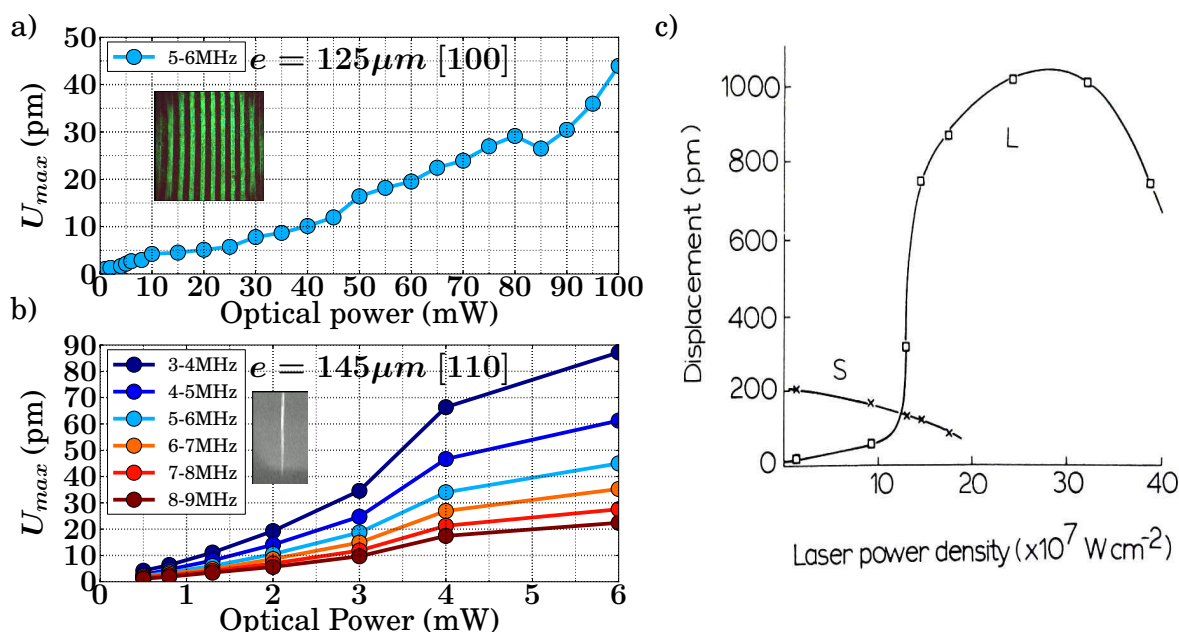 a)
50
40
30
20
10
0
U_max (pm)
5-6MHz
e = 125μm [100]
0 10 20 30 40 50 60 70 80 90 100
Optical power (mW)
b)
90
80
70
60
50
40
30
20
10
0
U_max (pm)
3-4MHz
4-5MHz
5-6MHz
6-7MHz
7-8MHz
8-9MHz
e = 145μm [110]
0 1 2 3 4 5 6
Optical Power (mW)
c)
1000
800
600
400
200
0
Displacement (pm)
L
S
10 20 30 40
Laser power density (x10⁷ W cm⁻²)